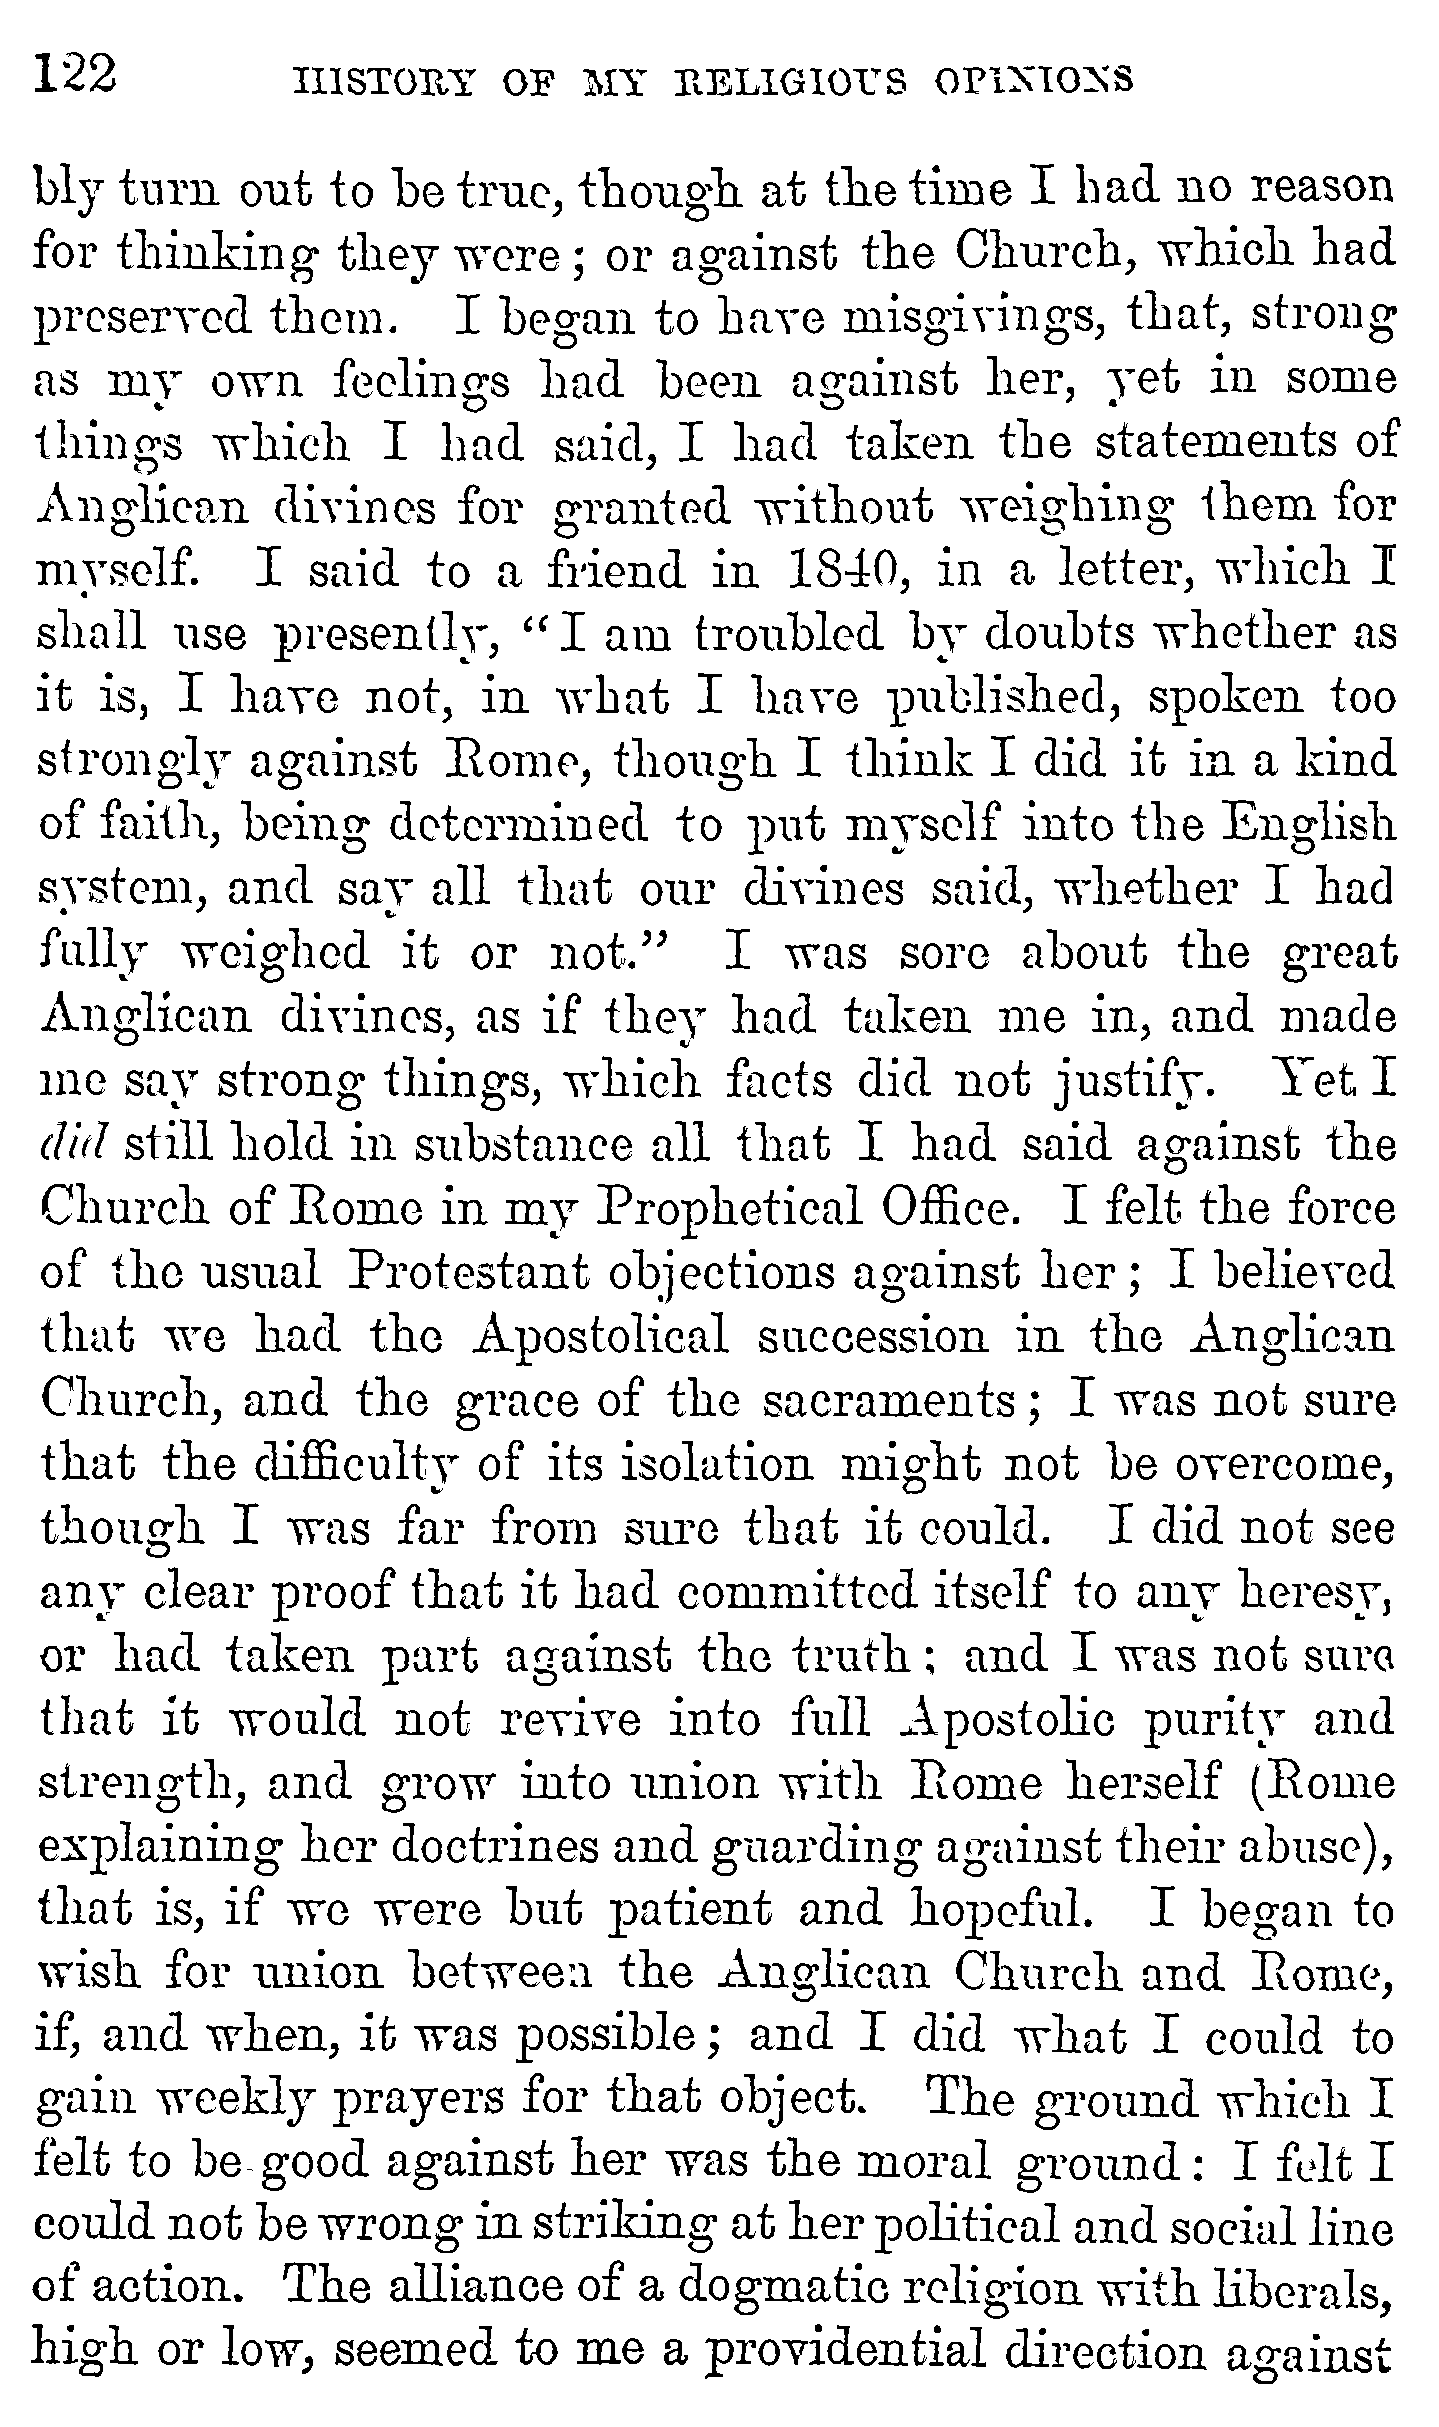 122 HISTORY OF MY RELIGIOUS OPINIONS
bly turn out to be true, though at the time I had no reason
for thinking they were; or against the Church, which had
preserved them. I began to have misgivings, that, strong
as my own feelings had been against her, yet in some
things which I had said, I had taken the statements of
Anglican divines for granted without weighing them for
myself. I said to a friend in 1840, in a letter, which I
shall use presently, “I am troubled by doubts whether as
it is, I have not, in what I have published, spoken too
strongly against Rome, though I think I did it in a kind
of faith, being determined to put myself into the English
system, and say all that our divines said, whether I had
fully weighed it or not.” I was sore about the great
Anglican divines, as if they had taken me in, and made
me say strong things, which facts did not justify. Yet I
did still hold in substance all that I had said against the
Church of Rome in my Prophetical Office. I felt the force
of the usual Protestant objections against her; I believed
that we had the Apostolical succession in the Anglican
Church, and the grace of the sacraments; I was not sure
that the difficulty of its isolation might not be overcome,
though I was far from sure that it could. I did not see
any clear proof that it had committed itself to any heresy,
or had taken part against the truth; and I was not sure
that it would not revive into full Apostolic purity and
strength, and grow into union with Rome herself (Rome
explaining her doctrines and guarding against their abuse),
that is, if we were but patient and hopeful. I began to
wish for union between the Anglican Church and Rome,
if, and when, it was possible; and I did what I could to
gain weekly prayers for that object. The ground which I
felt to be good against her was the moral ground: I felt I
could not be wrong in striking at her political and social line
of action. The alliance of a dogmatic religion with liberals,
high or low, seemed to me a providential direction against